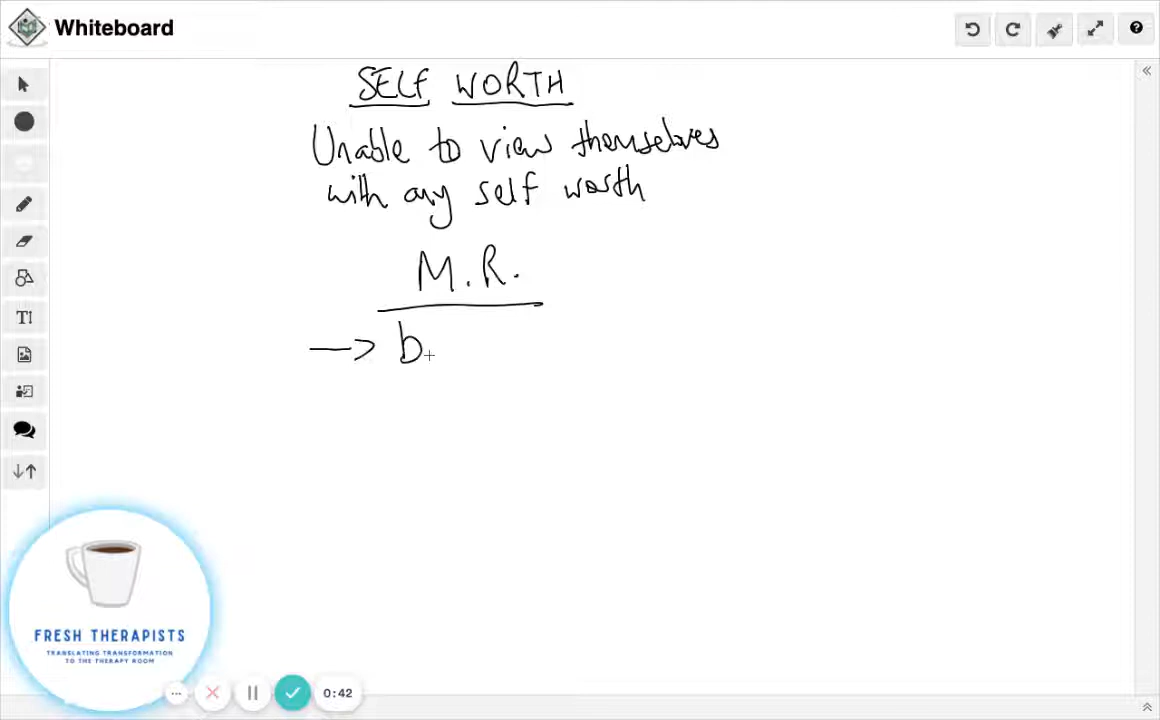 Whiteboard
SELF WORTH
Unable to view themselves
with any self worth
M.R.
→ b
FRESH THERAPISTS
TRANSLATING TRANSFORMATION
TO THE THERAPY ROOM
0:42